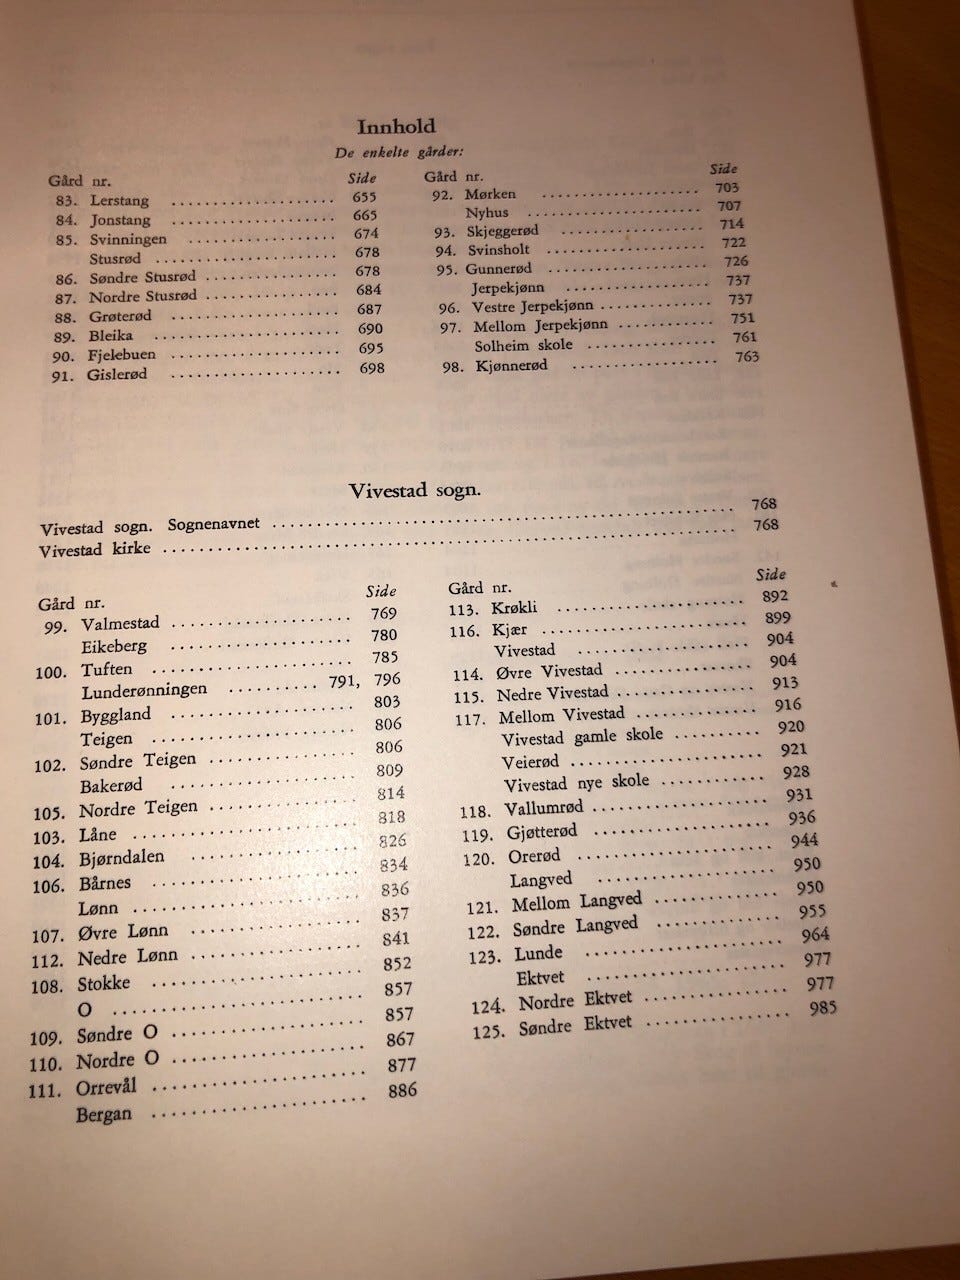 Innhold
De enkelte gårder:
Gård nr. Side
83. Lerstang .................. 655
84. Jonstang .................. 665
85. Svinningen .................. 674
Stusrød .................. 678
86. Søndre Stusrød .................. 678
87. Nordre Stusrød .................. 684
88. Grøterød .................. 687
89. Bleika .................. 690
90. Fjelebuen .................. 695
91. Gislerød .................. 698
Gård nr. Side
92. Mørken .................. 703
Nyhus .................. 707
93. Skjeggerød .................. 714
94. Svinsholt .................. 722
95. Gunnerød .................. 726
Jerpekjønn .................. 737
96. Vestre Jerpekjønn .................. 737
97. Mellom Jerpekjønn .................. 751
Solheim skole .................. 761
98. Kjønnerød .................. 763
Vivestad sogn.
Vivestad sogn. Sognenavnet .................. 768
Vivestad kirke .................. 768
Gård nr. Side
99. Valmestad .................. 769
Eikeberg .................. 780
100. Tuften .................. 785
Lunderønningen .......... 791, 796
101. Byggland .................. 803
Teigen .................. 806
102. Søndre Teigen .................. 806
Bakerød .................. 809
105. Nordre Teigen .................. 814
103. Låne .................. 818
104. Bjørndalen .................. 826
106. Bårnes .................. 834
Lønn .................. 836
107. Øvre Lønn .................. 837
112. Nedre Lønn .................. 841
108. Stokke .................. 852
O .................. 857
109. Søndre O .................. 857
110. Nordre O .................. 867
111. Orrevål .................. 877
Bergan .................. 886
Gård nr. Side
113. Krøkli .................. 892
116. Kjær .................. 899
Vivestad .................. 904
114. Øvre Vivestad .................. 904
115. Nedre Vivestad .................. 913
117. Mellom Vivestad .................. 916
Vivestad gamle skole .................. 920
Veierød .................. 921
Vivestad nye skole .................. 928
118. Vallumrød .................. 931
119. Gjøtterød .................. 936
120. Orerød .................. 944
Langved .................. 950
121. Mellom Langved .................. 950
122. Søndre Langved .................. 955
123. Lunde .................. 964
Ektvet .................. 977
124. Nordre Ektvet .................. 977
125. Søndre Ektvet .................. 985